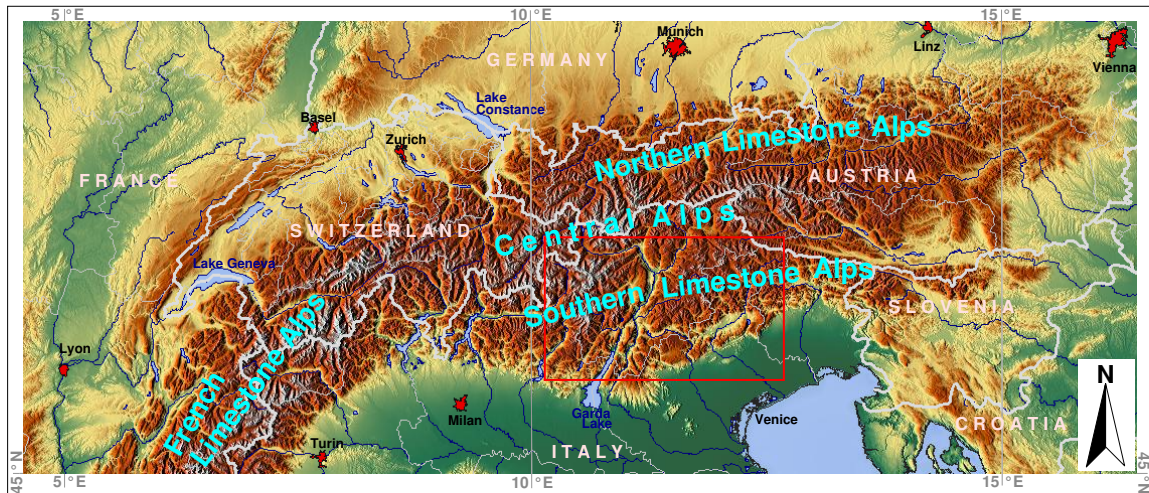 5°E
10°E
15°E
Munich
Linz
Vienna
GERMANY
Lake
Constance
Basel
Zurich
Northern Limestone Alps
FRANCE
AUSTRIA
SWITZERLAND
Central Alps
Lake Geneva
Southern Limestone Alps
SLOVENIA
French
Limestone Alps
Lyon
Garda
Lake
Milan
Venice
N
CROATIA
Turin
ITALY
45°N
5°E
10°E
15°E
45°N